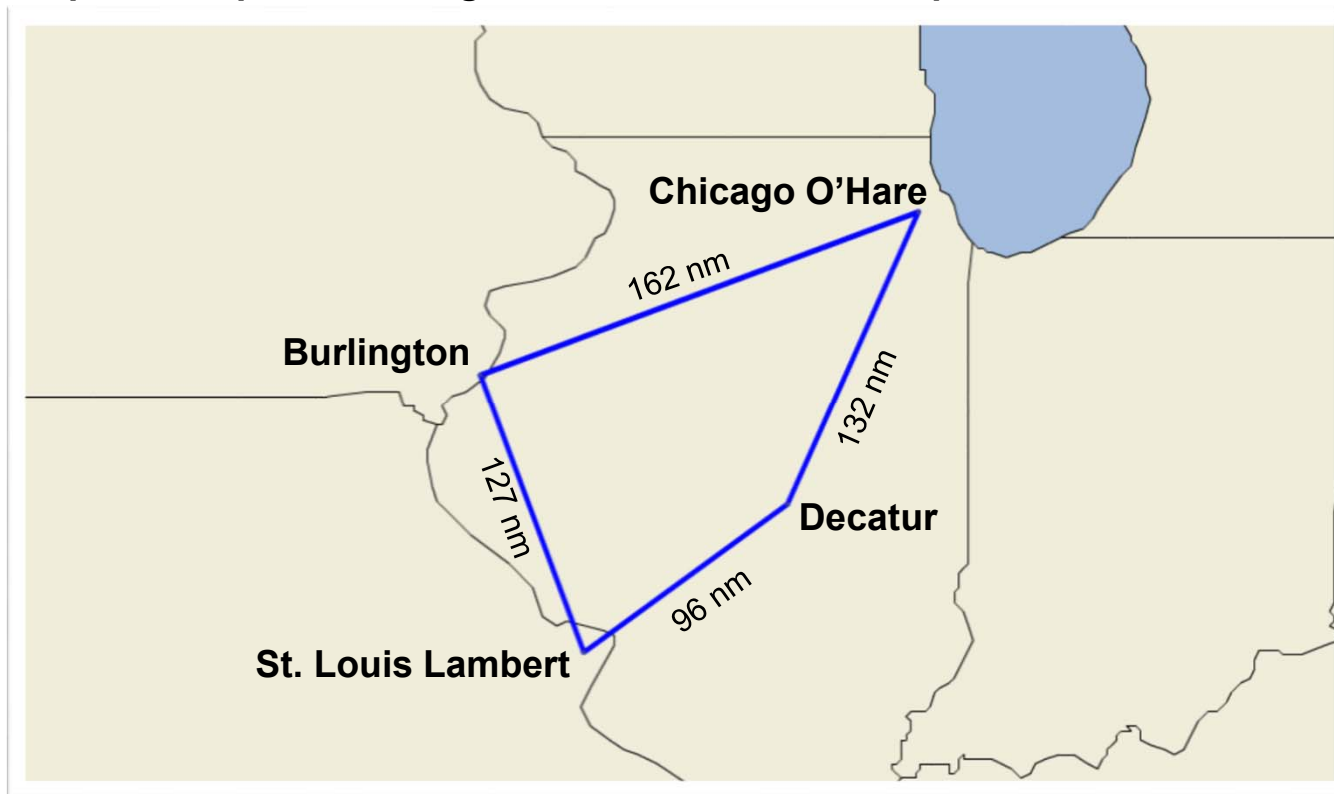 Chicago O’Hare
162 nm
Burlington
132 nm
127 nm
Decatur
96 nm
St. Louis Lambert